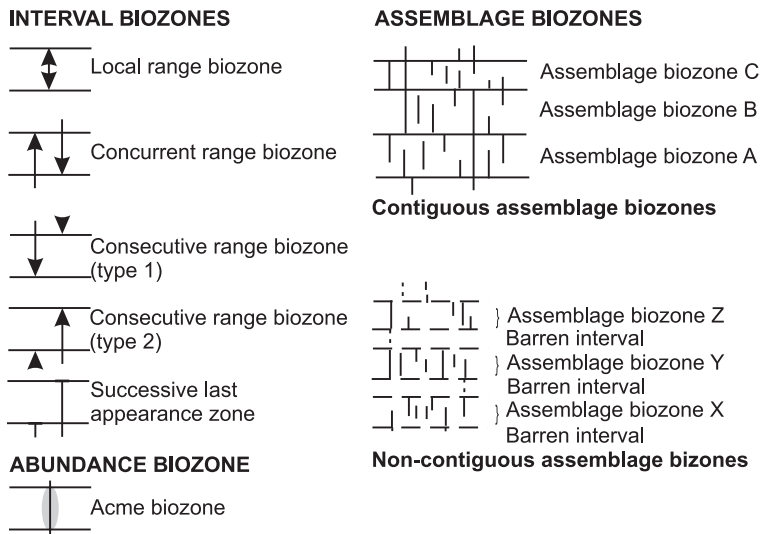 INTERVAL BIOZONES
Local range biozone
Concurrent range biozone
Consecutive range biozone
(type 1)
Consecutive range biozone
(type 2)
Successive last
appearance zone
ABUNDANCE BIOZONE
Acme biozone
ASSEMBLAGE BIOZONES
Assemblage biozone C
Assemblage biozone B
Assemblage biozone A
Contiguous assemblage biozones
} Assemblage biozone Z
Barren interval
} Assemblage biozone Y
Barren interval
} Assemblage biozone X
Barren interval
Non-contiguous assemblage bizones